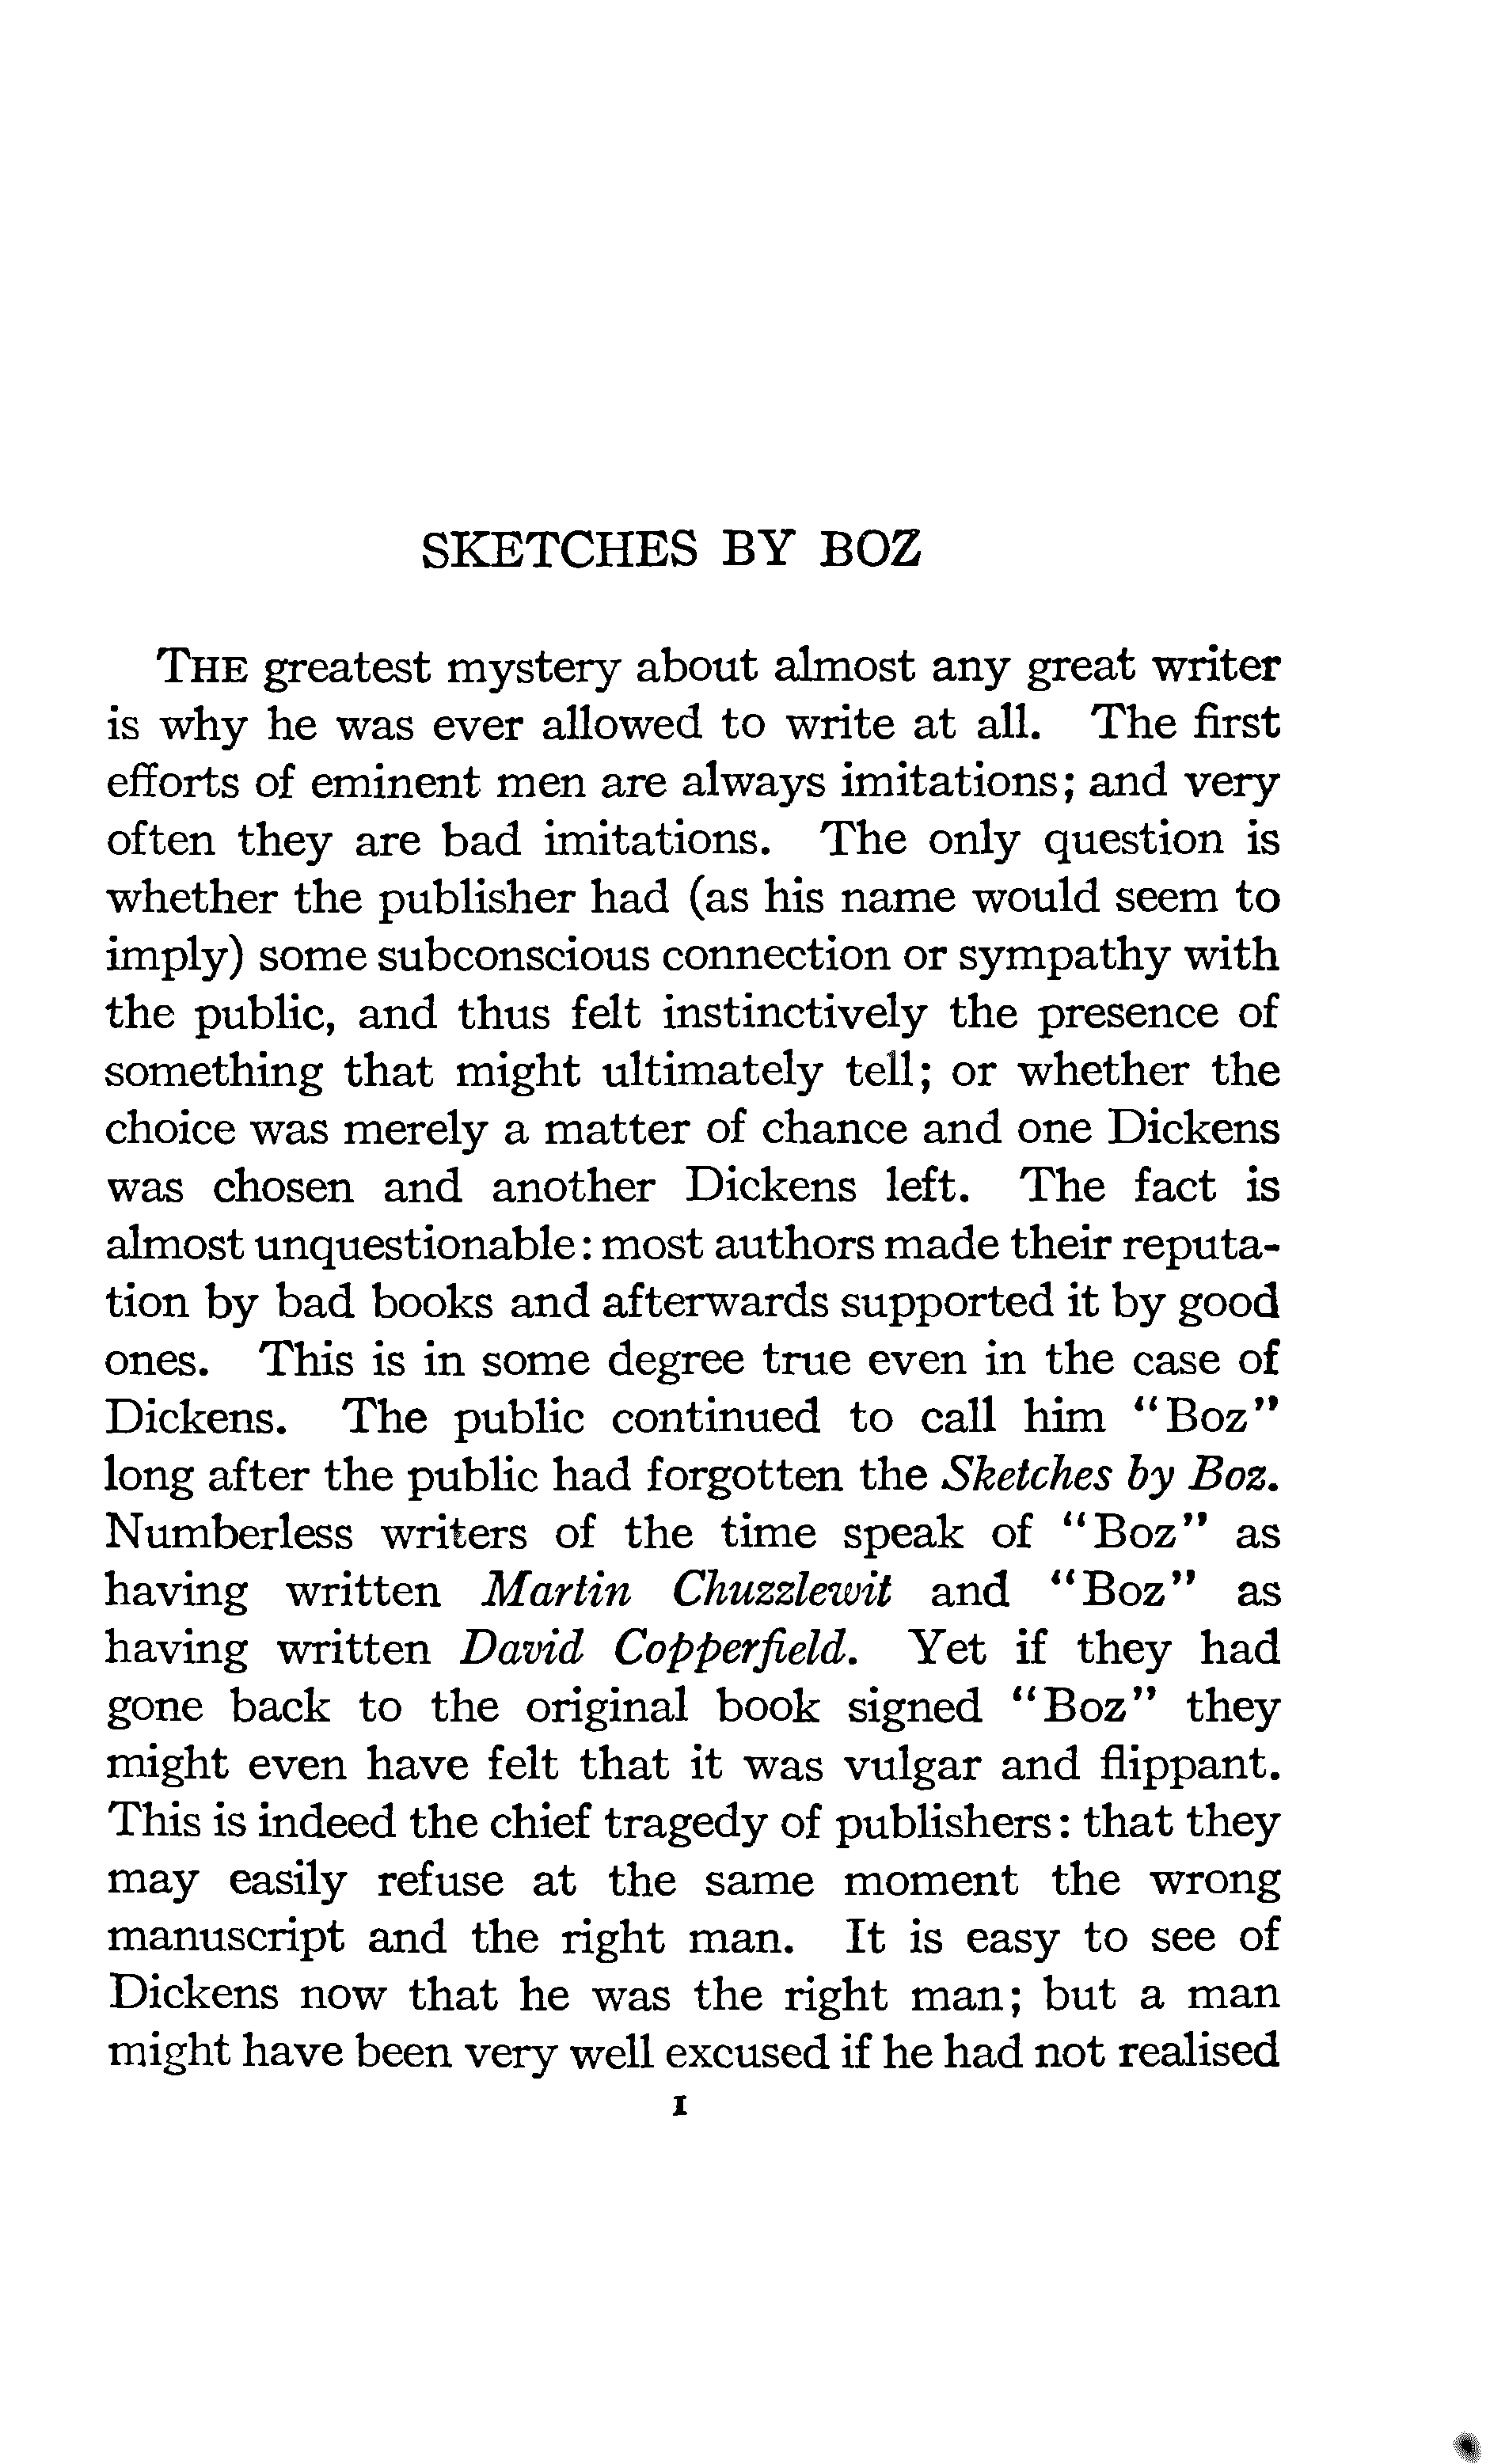 SKETCHES BY BOZ
THE greatest mystery about almost any great writer
is why he was ever allowed to write at all. The first
efforts of eminent men are always imitations; and very
often they are bad imitations. The only question is
whether the publisher had (as his name would seem to
imply) some subconscious connection or sympathy with
the public, and thus felt instinctively the presence of
something that might ultimately tell; or whether the
choice was merely a matter of chance and one Dickens
was chosen and another Dickens left. The fact is
almost unquestionable: most authors made their reputa-
tion by bad books and afterwards supported it by good
ones. This is in some degree true even in the case of
Dickens. The public continued to call him "Boz"
long after the public had forgotten the Sketches by Boz.
Numberless writers of the time speak of "Boz" as
having written Martin Chuzzlewit and "Boz" as
having written David Copperfield. Yet if they had
gone back to the original book signed "Boz" they
might even have felt that it was vulgar and flippant.
This is indeed the chief tragedy of publishers: that they
may easily refuse at the same moment the wrong
manuscript and the right man. It is easy to see of
Dickens now that he was the right man; but a man
might have been very well excused if he had not realised
1